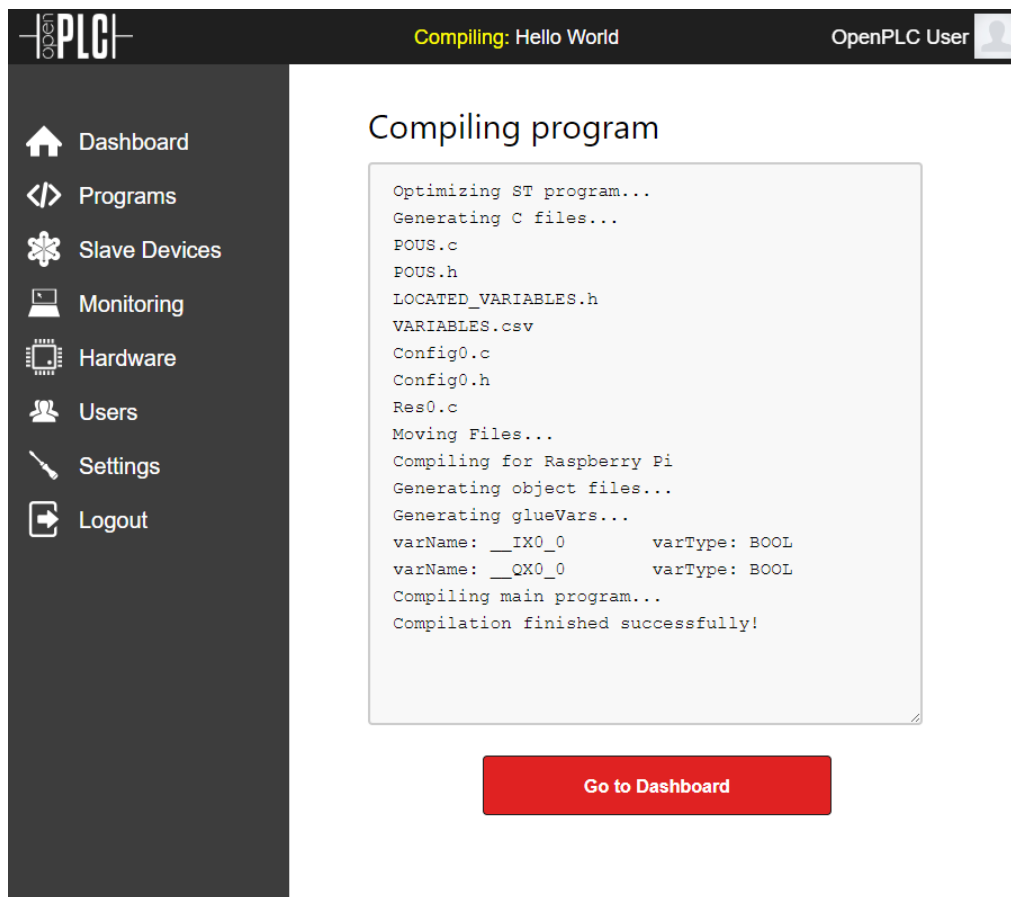 open PLC
Compiling: Hello World
OpenPLC User
Dashboard
Programs
Slave Devices
Monitoring
Hardware
Users
Settings
Logout
Compiling program
Optimizing ST program...
Generating C files...
POUS.c
POUS.h
LOCATED_VARIABLES.h
VARIABLES.csv
Config0.c
Config0.h
Res0.c
Moving Files...
Compiling for Raspberry Pi
Generating object files...
Generating glueVars...
varName: __IX0_0 varType: BOOL
varName: __QX0_0 varType: BOOL
Compiling main program...
Compilation finished successfully!
Go to Dashboard